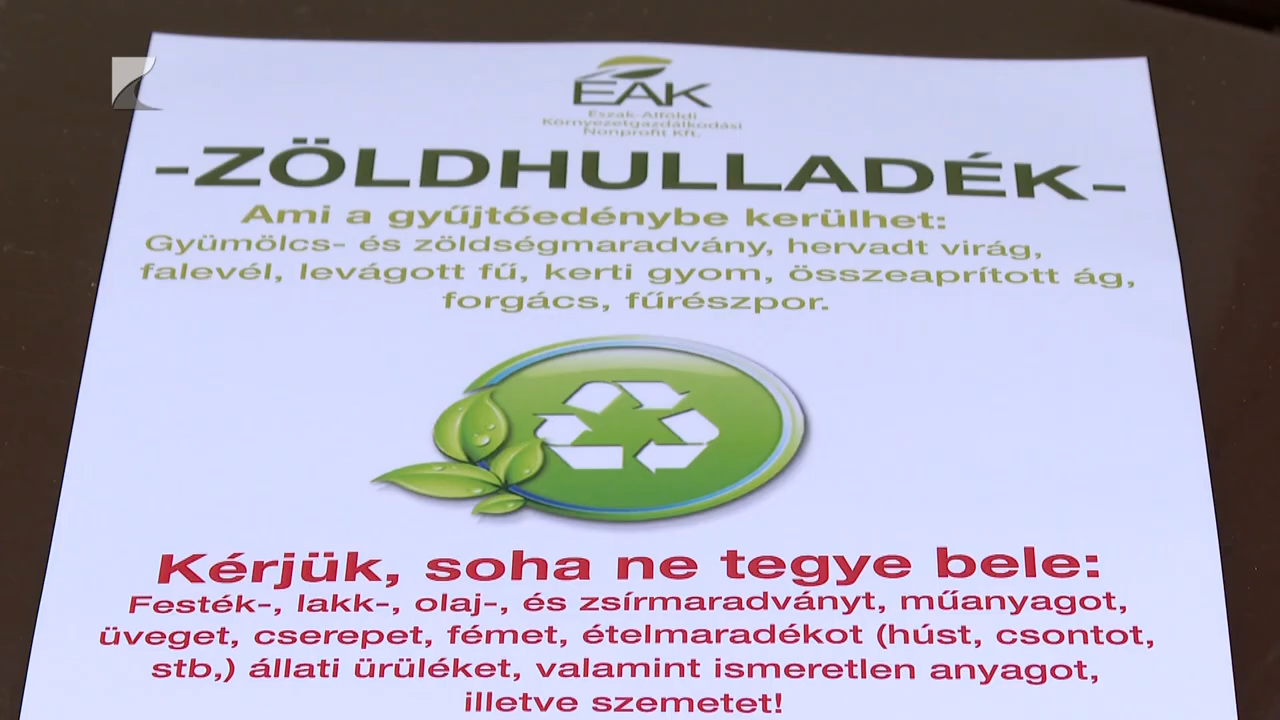 EAK
Észak-Alföldi
Környezetgazdálkodási
Nonprofit Kft.
-ZÖLDHULLADÉK-
Ami a gyűjtőedénybe kerülhet:
Gyümölcs- és zöldségmaradvány, hervadt virág,
falevél, levágott fű, kerti gyom, összeaprított ág,
forgács, fűrészpor.
Kérjük, soha ne tegye bele:
Festék-, lakk-, olaj-, és zsírmaradványt, műanyagot,
üveget, cserepet, fémet, ételmaradékot (húst, csontot,
stb,) állati ürüléket, valamint ismeretlen anyagot,
illetve szemetet!